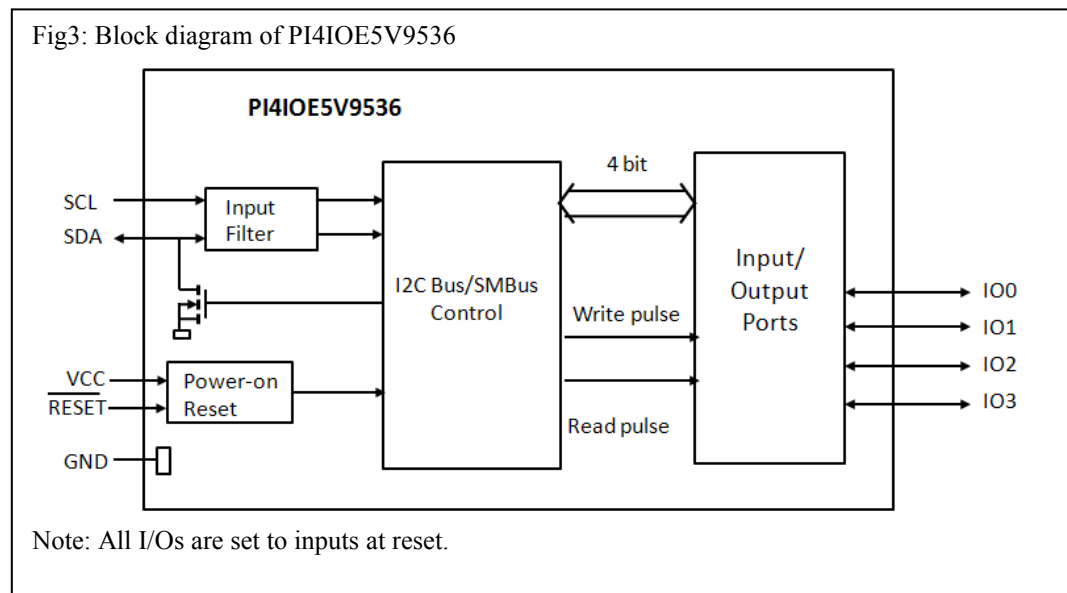 Fig3: Block diagram of PI4IOE5V9536
PI4IOE5V9536
SCL
SDA
Input
Filter
I2C Bus/SMBus
Control
4 bit
Write pulse
Read pulse
Input/
Output
Ports
IO0
IO1
IO2
IO3
VCC
RESET
Power-on
Reset
GND
Note: All I/Os are set to inputs at reset.